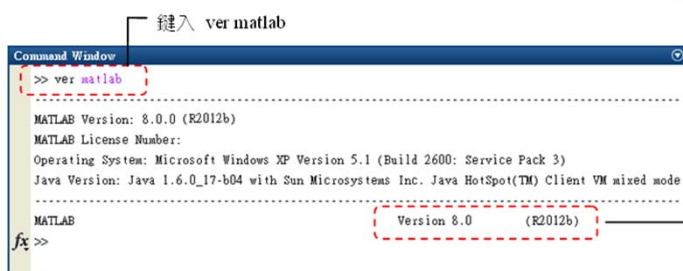 鍵入 ver matlab
Command Window
>> ver matlab
MATLAB Version: 8.0.0 (R2012b)
MATLAB License Number:
Operating System: Microsoft Windows XP Version 5.1 (Build 2600: Service Pack 3)
Java Version: Java 1.6.0_17-b04 with Sun Microsystems Inc. Java HotSpot(TM) Client VM mixed mode
MATLAB Version 8.0 (R2012b)
fx >>